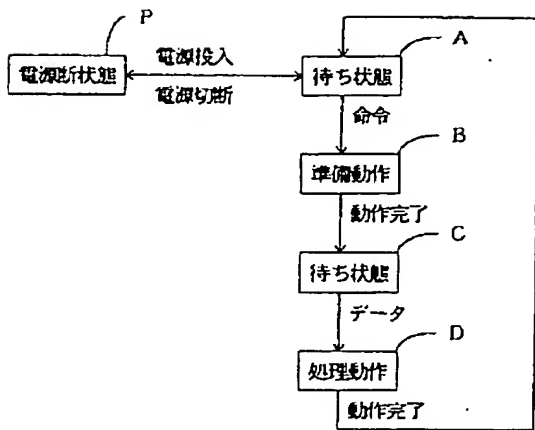 P
電源断状態
電源投入
電源切断
A
待ち状態
命令
B
準備動作
動作完了
C
待ち状態
データ
D
処理動作
動作完了